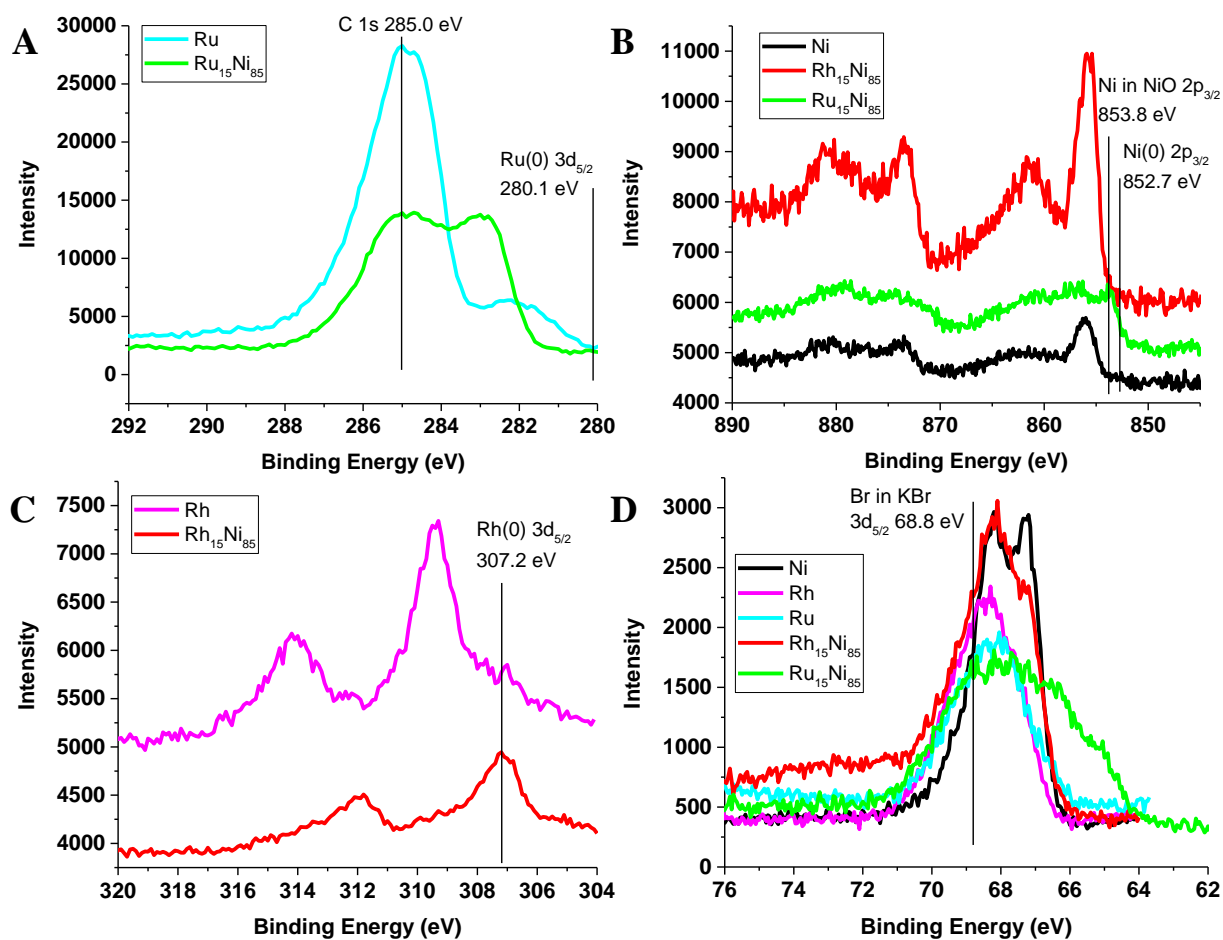 A
C 1s 285.0 eV
Ru
Ru₁₅Ni₈₅
Ru(0) 3d₅/₂
280.1 eV
Intensity
30000
25000
20000
15000
10000
5000
0
292 290 288 286 284 282 280
Binding Energy (eV)
B
Ni
Rh₁₅Ni₈₅
Ru₁₅Ni₈₅
Ni in NiO 2p₃/₂
853.8 eV
Ni(0) 2p₃/₂
852.7 eV
Intensity
11000
10000
9000
8000
7000
6000
5000
4000
890 880 870 860 850
Binding Energy (eV)
C
Rh
Rh₁₅Ni₈₅
Rh(0) 3d₅/₂
307.2 eV
Intensity
7500
7000
6500
6000
5500
5000
4500
4000
320 318 316 314 312 310 308 306 304
Binding Energy (eV)
D
Br in KBr
3d₅/₂ 68.8 eV
Ni
Rh
Ru
Rh₁₅Ni₈₅
Ru₁₅Ni₈₅
Intensity
3000
2500
2000
1500
1000
500
0
76 74 72 70 68 66 64 62
Binding Energy (eV)